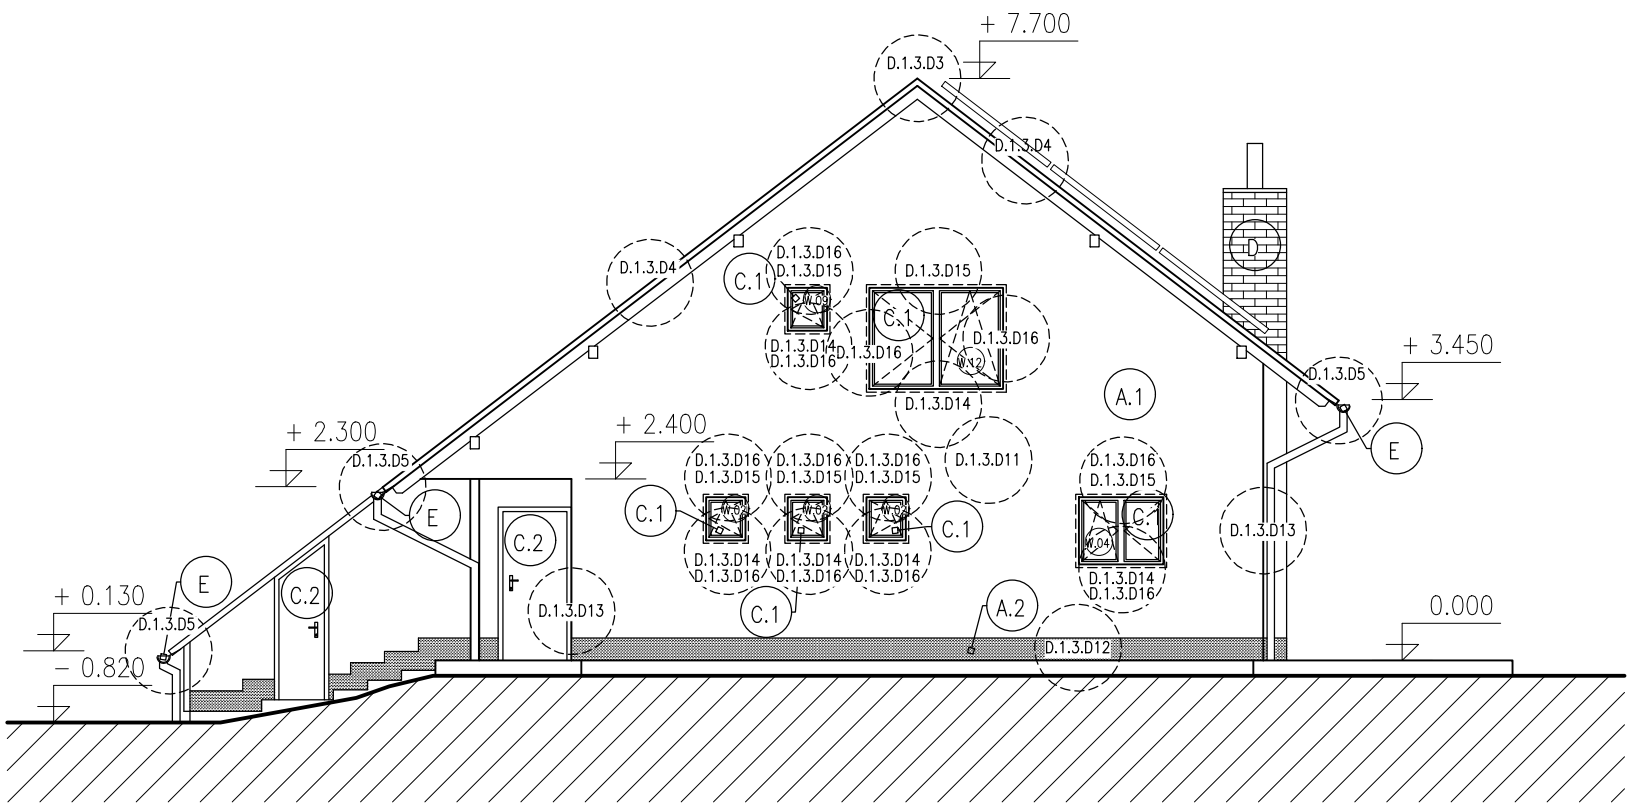 + 7.700
D.1.3.D3
D.1.3.D4
D
D.1.3.D4
D.1.3.D16
D.1.3.D15
D.1.3.D15
C.1
W.09
C.1
D.1.3.D14
D.1.3.D16
D.1.3.D16
D.1.3.D16
W.12
+ 3.450
D.1.3.D5
A.1
D.1.3.D14
+ 2.300
+ 2.400
E
D.1.3.D5
D.1.3.D16
D.1.3.D15
D.1.3.D16
D.1.3.D15
D.1.3.D16
D.1.3.D15
D.1.3.D11
D.1.3.D16
D.1.3.D15
E
C.1
C.1
C.2
W.04
D.1.3.D13
D.1.3.D14
D.1.3.D16
D.1.3.D14
D.1.3.D16
D.1.3.D14
D.1.3.D16
D.1.3.D14
D.1.3.D16
E
C.2
+ 0.130
D.1.3.D5
D.1.3.D13
C.1
A.2
0.000
D.1.3.D12
- 0.820